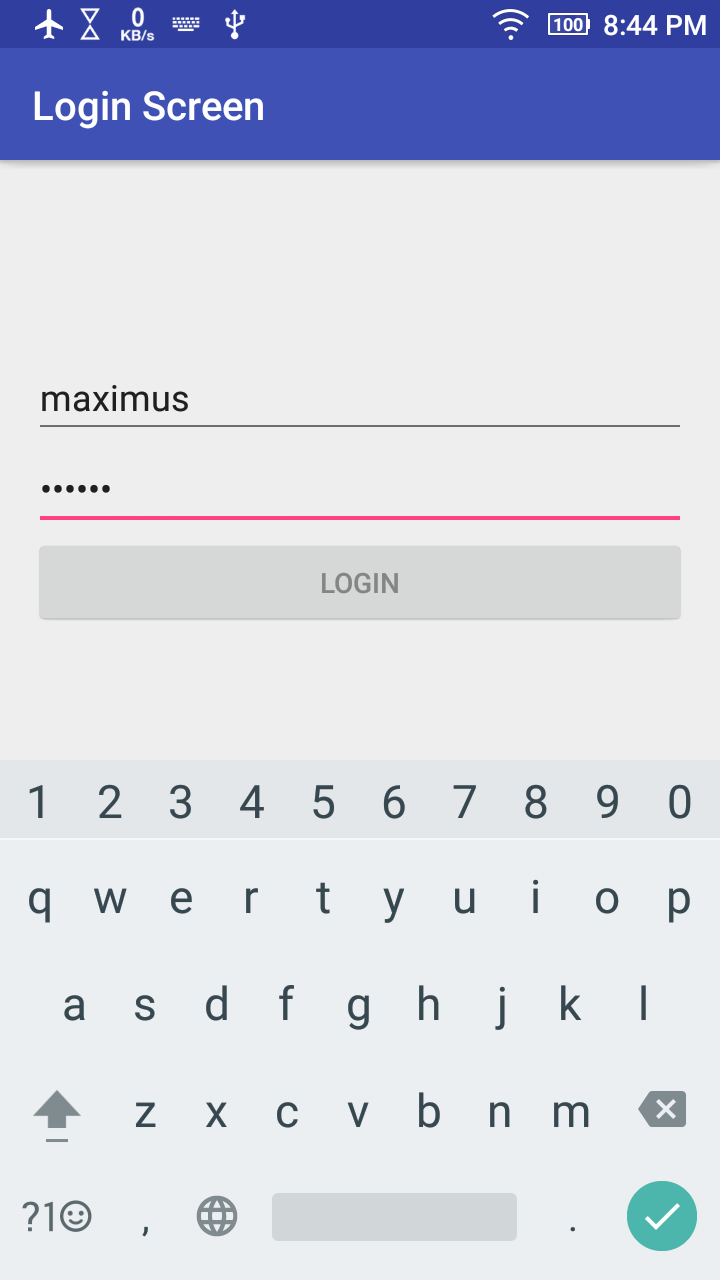 0
KB/s
100 8:44 PM
Login Screen
maximus
••••••
LOGIN
1 2 3 4 5 6 7 8 9 0
q w e r t y u i o p
a s d f g h j k l
z x c v b n m
?1☺ , .